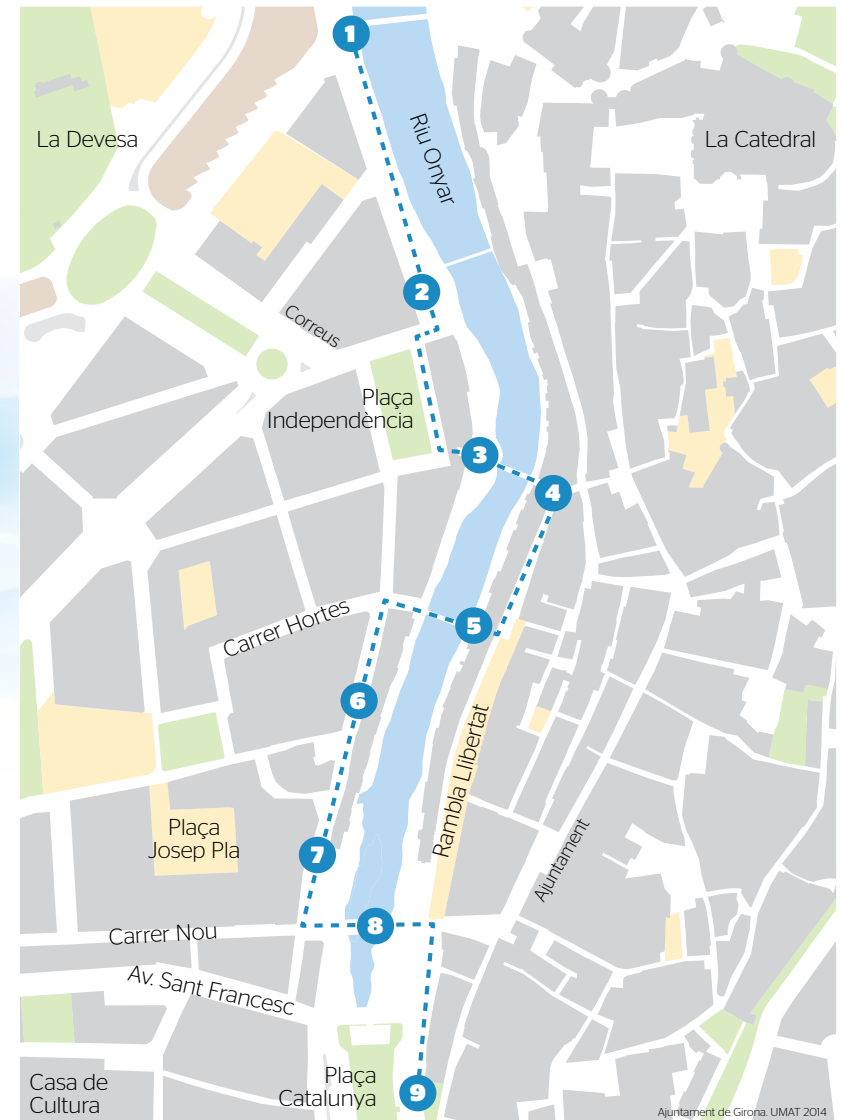 1
La Devesa
Riu Onyar
La Catedral
2
Correus
Plaça
Independència
3
4
Carrer Hortes
5
6
Rambla Llibertat
Plaça
Josep Pla
7
Ajuntament
8
Carrer Nou
Av. Sant Francesc
Casa de
Cultura
Plaça
Catalunya
9
Ajuntament de Girona. UMAT 2014